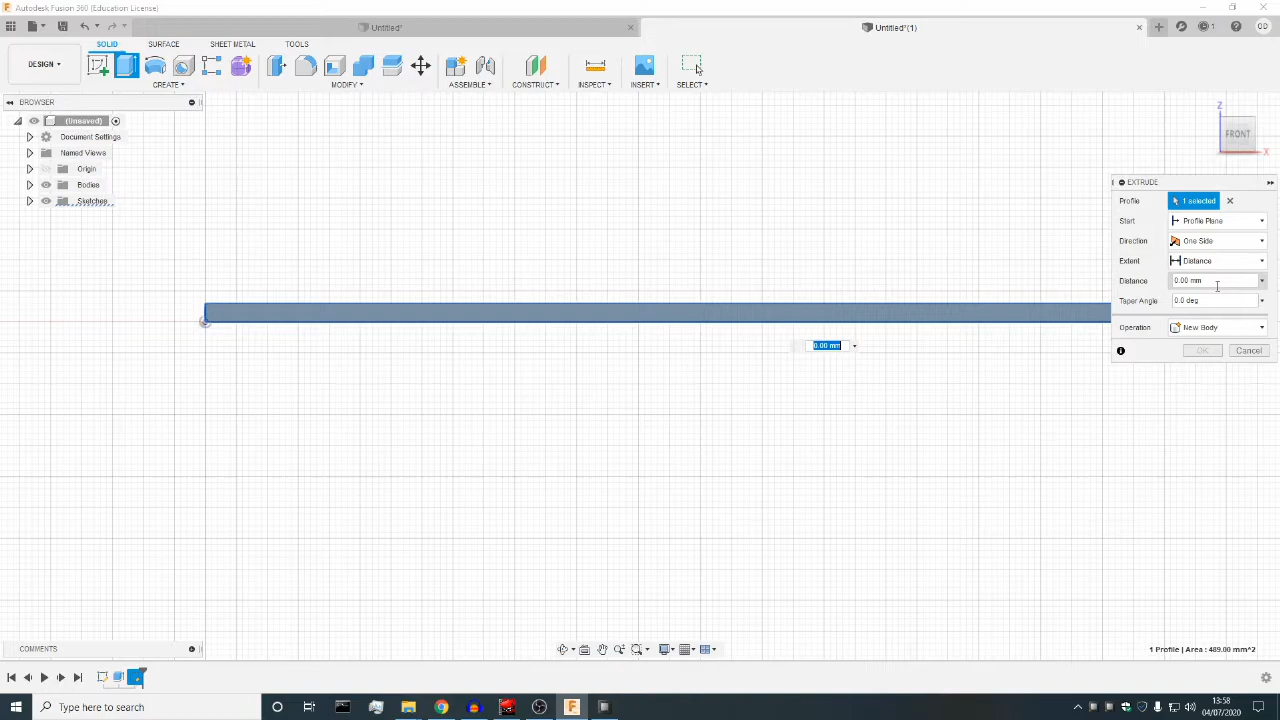 Autodesk Fusion 360 (Education License)
Untitled*
Untitled*(1)
1
OD
DESIGN
SOLID
SURFACE
SHEET METAL
TOOLS
CREATE
MODIFY
ASSEMBLE
CONSTRUCT
INSPECT
INSERT
SELECT
BROWSER
(Unsaved)
Document Settings
Named Views
Origin
Bodies
Sketches
Z
FRONT
X
EXTRUDE
Profile
1 selected
Start
Profile Plane
Direction
One Side
Extent
Distance
Distance
0.00 mm
Taper Angle
0.0 deg
Operation
New Body
OK
Cancel
0.00 mm
COMMENTS
1 Profile | Area : 489.00 mm^2
Type here to search
13:58
04/07/2020